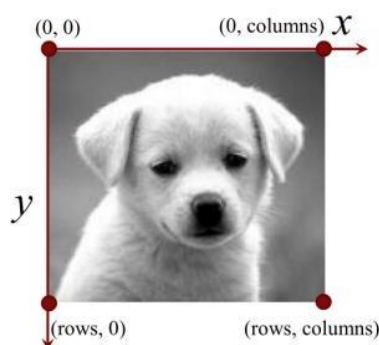 (0, 0)
(0, columns)
x
y
(rows, 0)
(rows, columns)